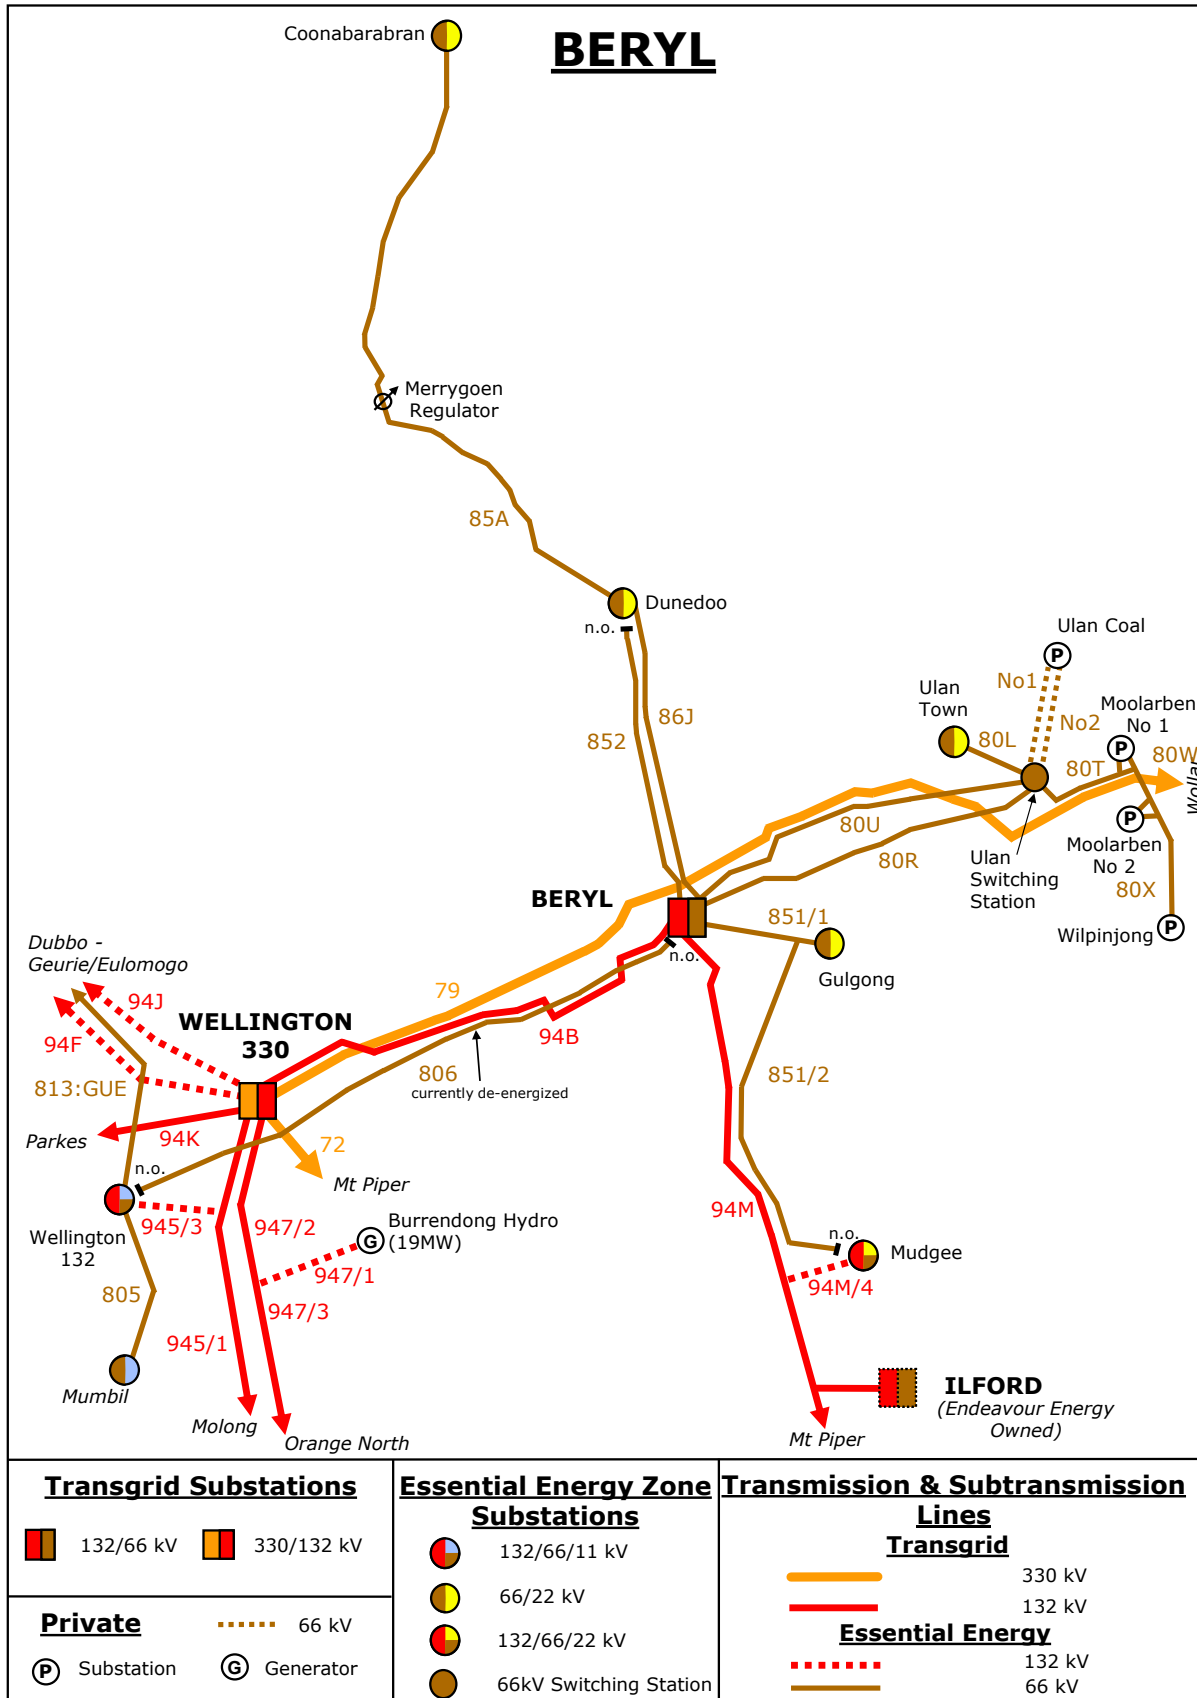 BERYL
Coonabarabran
Merrygoen
Regulator
85A
Dunedoo
n.o.
Ulan Coal
No1
Ulan
Town
Moolarben
No 1
No2
86J
852
80L
80T
80W
Wollar
80U
80R
Ulan
Switching
Station
Moolarben
No 2
80X
BERYL
851/1
Wilpinjong
Dubbo -
Geurie/Eulomogo
n.o.
Gulgong
94J
79
WELLINGTON
330
94F
94B
806
813:GUE
851/2
currently de-energized
Parkes
94K
72
n.o.
Mt Piper
94M
Wellington
132
945/3
947/2
Burrendong Hydro
(19MW)
G
n.o.
Mudgee
947/1
94M/4
805
947/3
945/1
Mumbil
ILFORD
(Endeavour Energy
Owned)
Molong
Orange North
Mt Piper
P
P
P
P
Transgrid Substations
132/66 kV
330/132 kV
Private
66 kV
P
Substation
G
Generator
Essential Energy Zone
Substations
132/66/11 kV
66/22 kV
132/66/22 kV
66kV Switching Station
Transmission & Subtransmission
Lines
Transgrid
330 kV
132 kV
Essential Energy
132 kV
66 kV